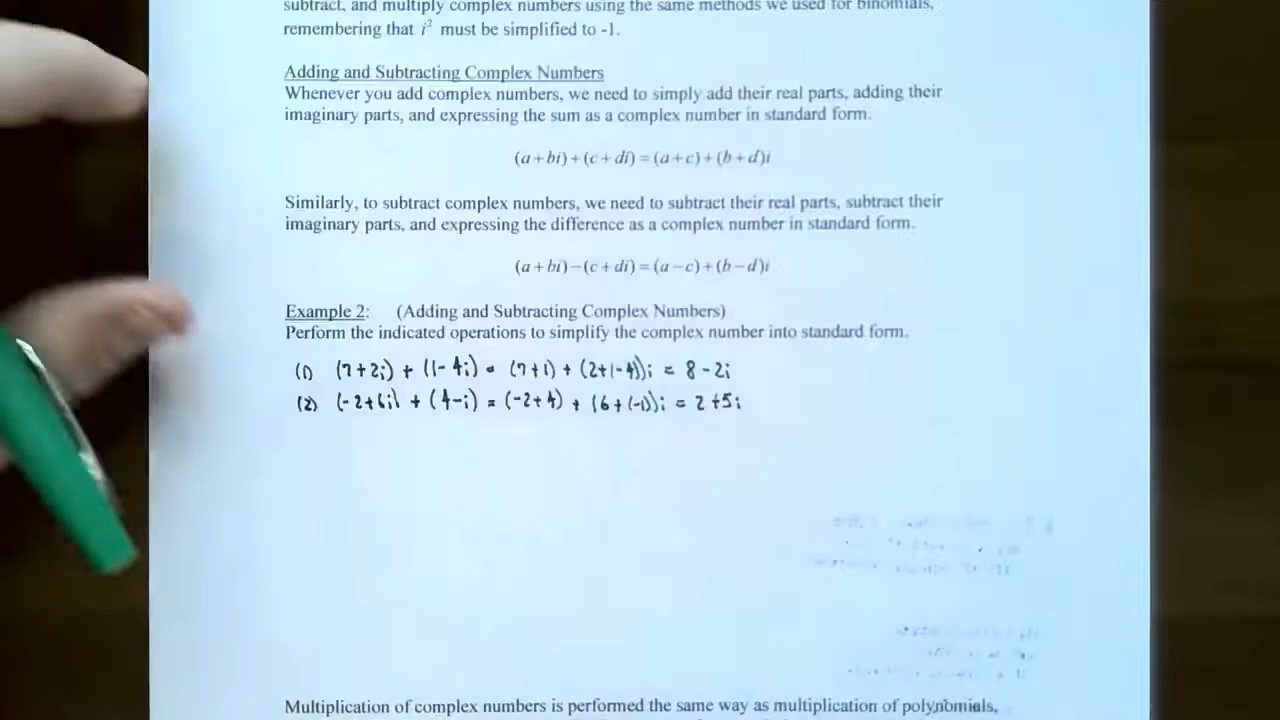 subtract, and multiply complex numbers using the same methods we used for binomials,
remembering that i² must be simplified to -1.
Adding and Subtracting Complex Numbers
Whenever you add complex numbers, we need to simply add their real parts, adding their
imaginary parts, and expressing the sum as a complex number in standard form.
(a+bi)+(c+di)=(a+c)+(b+d)i
Similarly, to subtract complex numbers, we need to subtract their real parts, subtract their
imaginary parts, and expressing the difference as a complex number in standard form.
(a+bi)−(c+di)=(a−c)+(b−d)i
Example 2: (Adding and Subtracting Complex Numbers)
Perform the indicated operations to simplify the complex number into standard form.
(1) (7+2i) + (1-4i) = (7+1) + (2+(-4))i = 8-2i
(2) (-2+6i) + (4-i) = (-2+4) + (6+(-1))i = 2+5i
Multiplication of complex numbers is performed the same way as multiplication of polynomials,